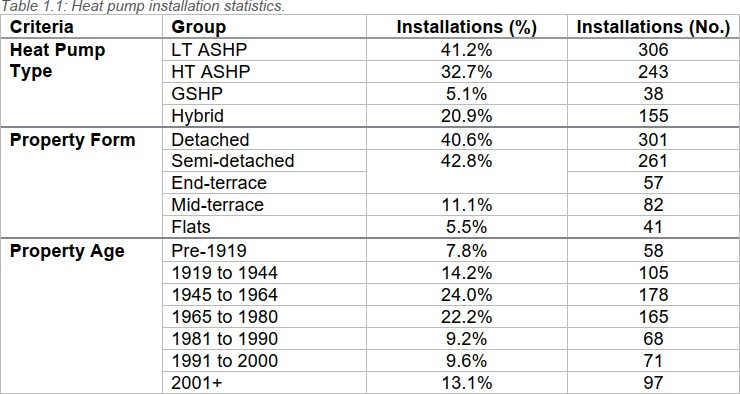 Table 1.1: Heat pump installation statistics.
Criteria Group Installations (%) Installations (No.)
Heat Pump Type LT ASHP 41.2% 306
HT ASHP 32.7% 243
GSHP 5.1% 38
Hybrid 20.9% 155
Property Form Detached 40.6% 301
Semi-detached 42.8% 261
End-terrace 57
Mid-terrace 11.1% 82
Flats 5.5% 41
Property Age Pre-1919 7.8% 58
1919 to 1944 14.2% 105
1945 to 1964 24.0% 178
1965 to 1980 22.2% 165
1981 to 1990 9.2% 68
1991 to 2000 9.6% 71
2001+ 13.1% 97